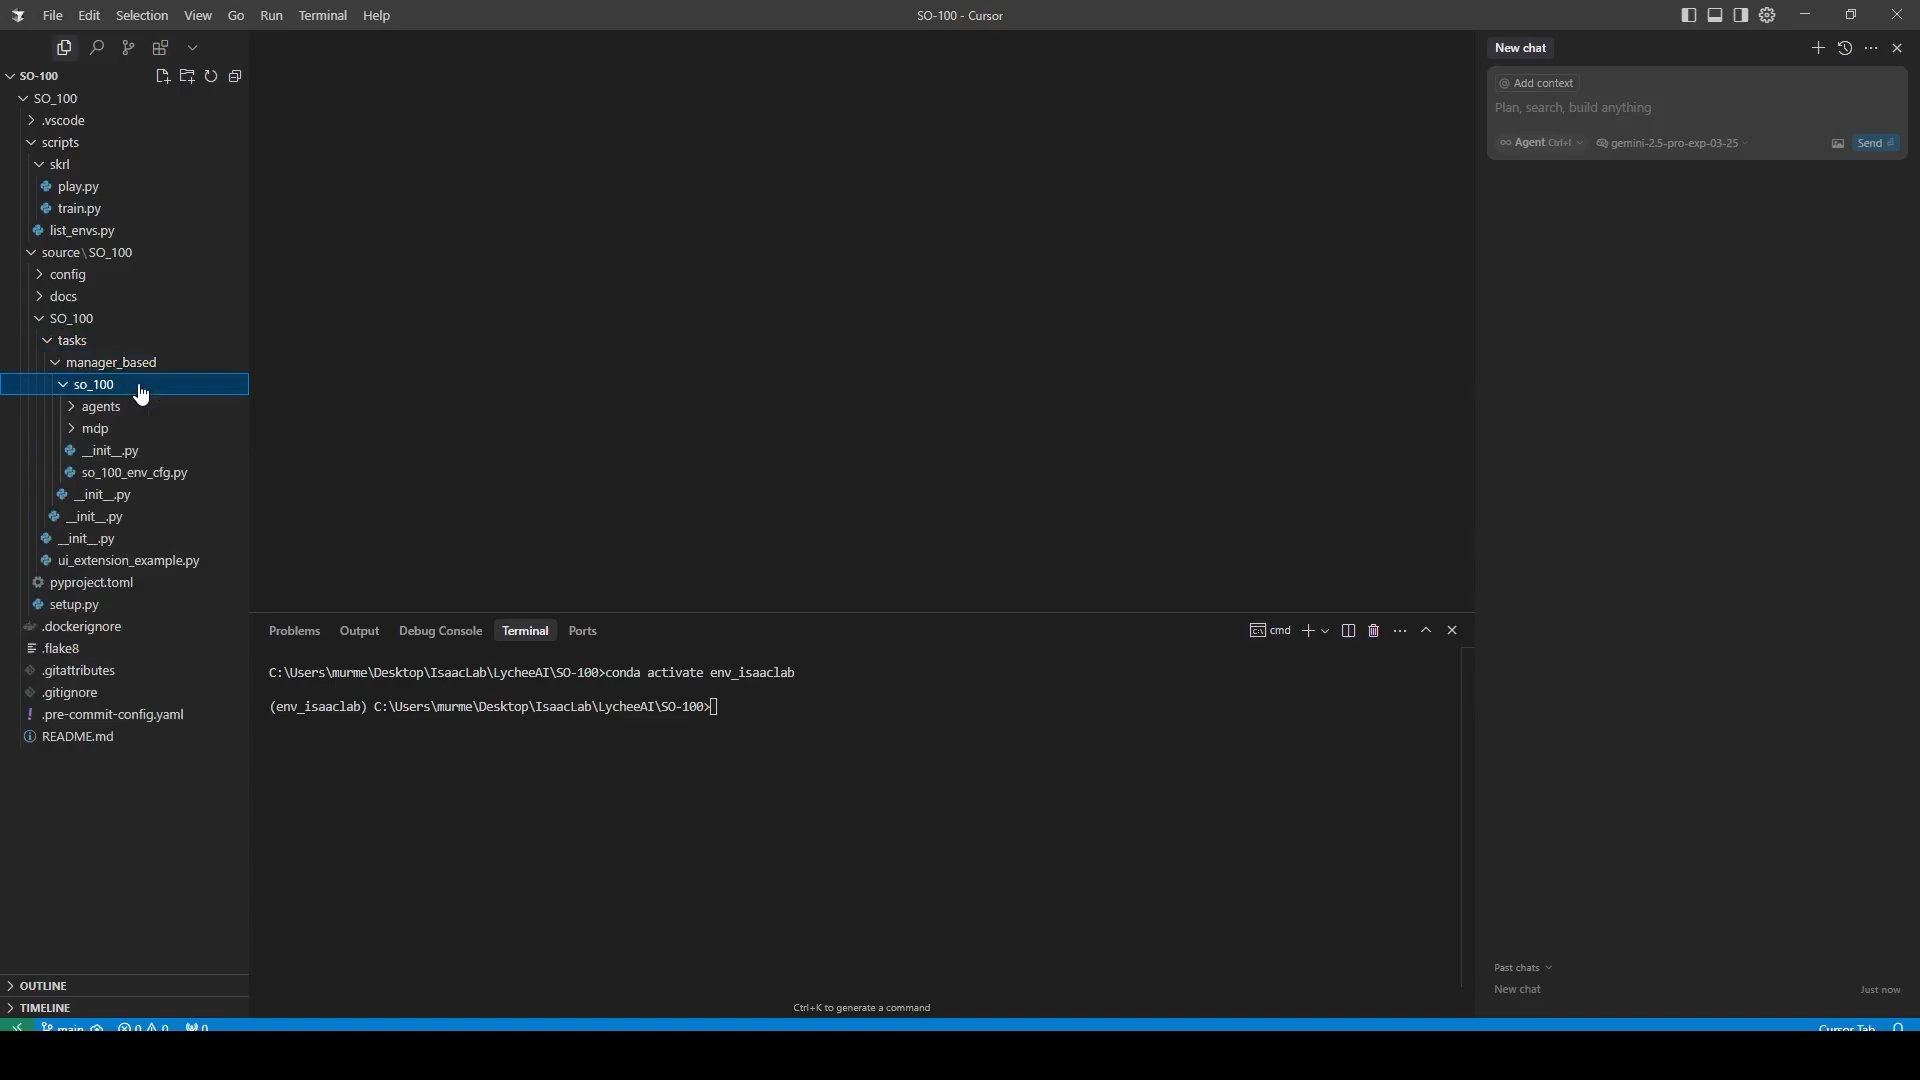 File Edit Selection View Go Run Terminal Help
SO-100 - Cursor
SO-100
SO_100
.vscode
scripts
skrl
play.py
train.py
list_envs.py
source\SO_100
config
docs
SO_100
tasks
manager_based
so_100
agents
mdp
__init__.py
so_100_env_cfg.py
__init__.py
__init__.py
__init__.py
ui_extension_example.py
pyproject.toml
setup.py
.dockerignore
.flake8
.gitattributes
.gitignore
.pre-commit-config.yaml
README.md
OUTLINE
TIMELINE
Problems Output Debug Console Terminal Ports
cmd
C:\Users\murme\Desktop\IsaacLab\LycheeAI\SO-100>conda activate env_isaaclab
(env_isaaclab) C:\Users\murme\Desktop\IsaacLab\LycheeAI\SO-100>
Ctrl+K to generate a command
New chat
@ Add context
Plan, search, build anything
∞ Agent Ctrl+I
gemini-2.5-pro-exp-03-25
Send
Past chats
New chat
Just now
main 0 0 0
Cursor Tab